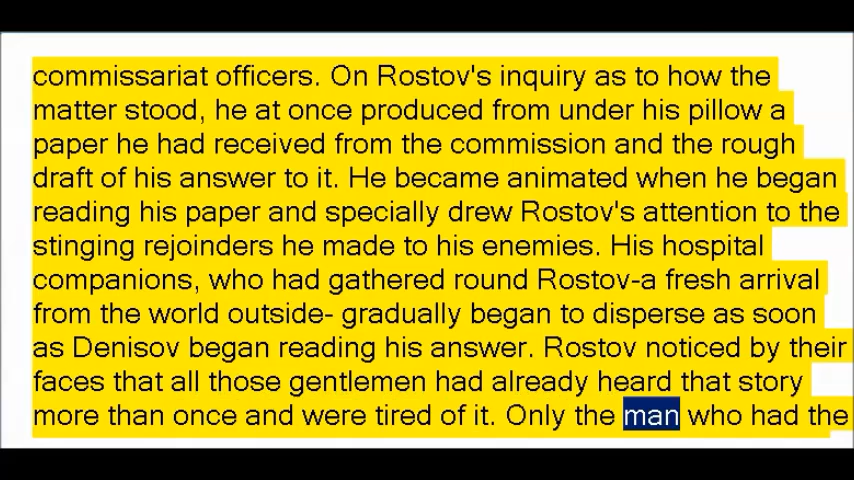 commissariat officers. On Rostov's inquiry as to how the
matter stood, he at once produced from under his pillow a
paper he had received from the commission and the rough
draft of his answer to it. He became animated when he began
reading his paper and specially drew Rostov's attention to the
stinging rejoinders he made to his enemies. His hospital
companions, who had gathered round Rostov-a fresh arrival
from the world outside- gradually began to disperse as soon
as Denisov began reading his answer. Rostov noticed by their
faces that all those gentlemen had already heard that story
more than once and were tired of it. Only the man who had the